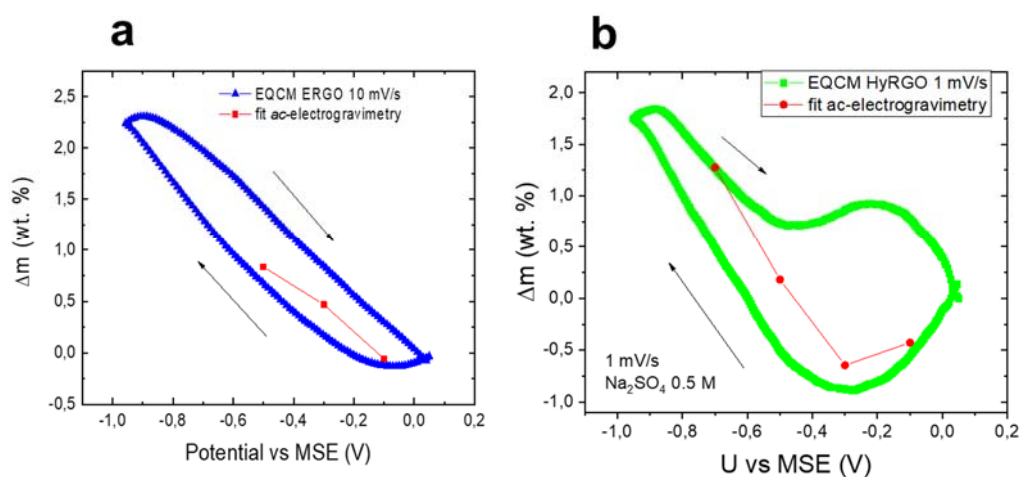 a
EQCM ERGO 10 mV/s
fit ac-electrogravimetry
2,5
2,0
1,5
1,0
0,5
0,0
0,5
Δm (wt. %)
-1,0
-0,8
-0,6
-0,4
-0,2
0,0
0,2
Potential vs MSE (V)
b
EQCM HyRGO 1 mV/s
fit ac-electrogravimetry
2,0
1,5
1,0
0,5
0,0
-0,5
-1,0
Δm (wt. %)
1 mV/s
Na₂SO₄ 0.5 M
-1,0
-0,8
-0,6
-0,4
-0,2
0,0
0,2
U vs MSE (V)